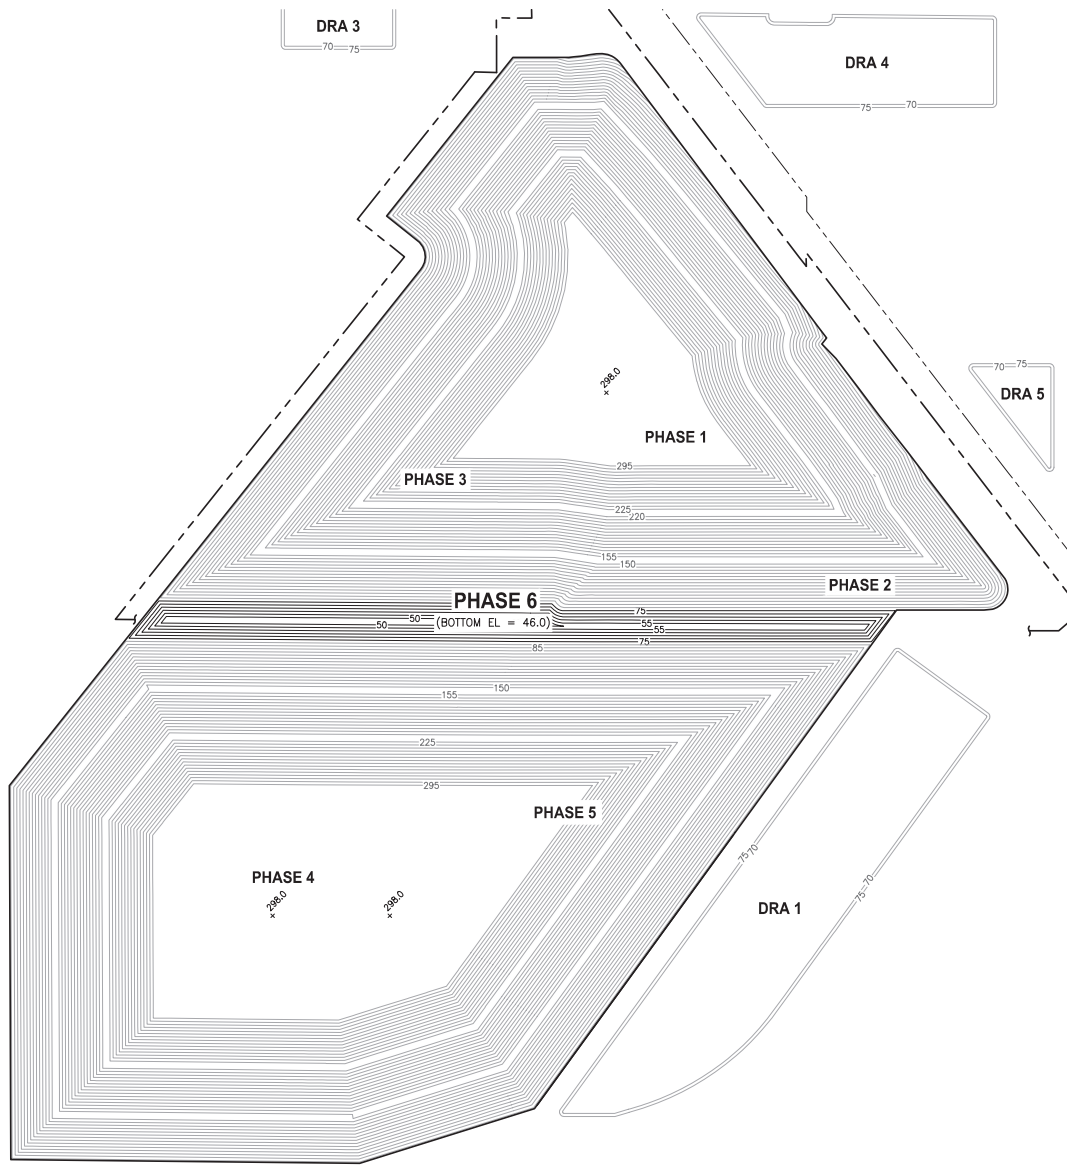 DRA 3
70 75
DRA 4
75 70
70 75
DRA 5
298.0
PHASE 1
295
PHASE 3
225
220
155
150
PHASE 2
PHASE 6
75
50
50
(BOTTOM EL = 46.0)
55
55
75
85
150
155
225
295
PHASE 5
75 70
PHASE 4
75 70
298.0
298.0
DRA 1